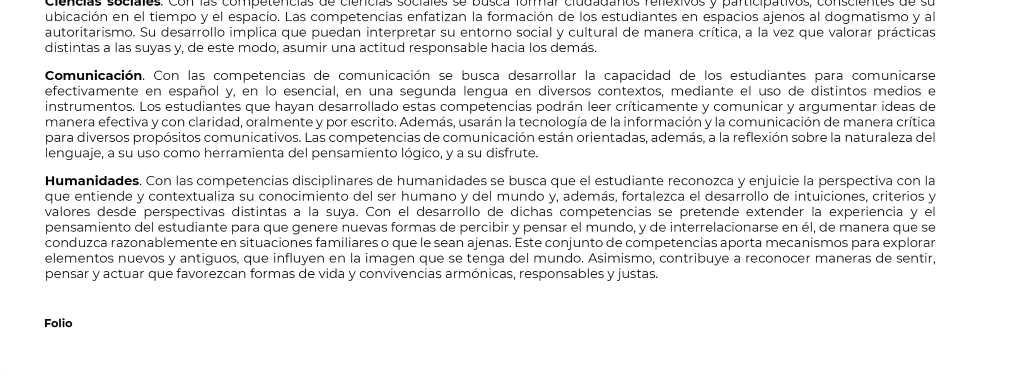 Ciencias sociales. Con las competencias de ciencias sociales se busca formar ciudadanos reflexivos y participativos, conscientes de su
ubicación en el tiempo y el espacio. Las competencias enfatizan la formación de los estudiantes en espacios ajenos al dogmatismo y al
autoritarismo. Su desarrollo implica que puedan interpretar su entorno social y cultural de manera crítica, a la vez que valorar prácticas
distintas a las suyas y, de este modo, asumir una actitud responsable hacia los demás.
Comunicación. Con las competencias de comunicación se busca desarrollar la capacidad de los estudiantes para comunicarse
efectivamente en español y, en lo esencial, en una segunda lengua en diversos contextos, mediante el uso de distintos medios e
instrumentos. Los estudiantes que hayan desarrollado estas competencias podrán leer críticamente y comunicar y argumentar ideas de
manera efectiva y con claridad, oralmente y por escrito. Además, usarán la tecnología de la información y la comunicación de manera crítica
para diversos propósitos comunicativos. Las competencias de comunicación están orientadas, además, a la reflexión sobre la naturaleza del
lenguaje, a su uso como herramienta del pensamiento lógico, y a su disfrute.
Humanidades. Con las competencias disciplinares de humanidades se busca que el estudiante reconozca y enjuicie la perspectiva con la
que entiende y contextualiza su conocimiento del ser humano y del mundo y, además, fortalezca el desarrollo de intuiciones, criterios y
valores desde perspectivas distintas a la suya. Con el desarrollo de dichas competencias se pretende extender la experiencia y el
pensamiento del estudiante para que genere nuevas formas de percibir y pensar el mundo, y de interrelacionarse en él, de manera que se
conduzca razonablemente en situaciones familiares o que le sean ajenas. Este conjunto de competencias aporta mecanismos para explorar
elementos nuevos y antiguos, que influyen en la imagen que se tenga del mundo. Asimismo, contribuye a reconocer maneras de sentir,
pensar y actuar que favorezcan formas de vida y convivencias armónicas, responsables y justas.
Folio